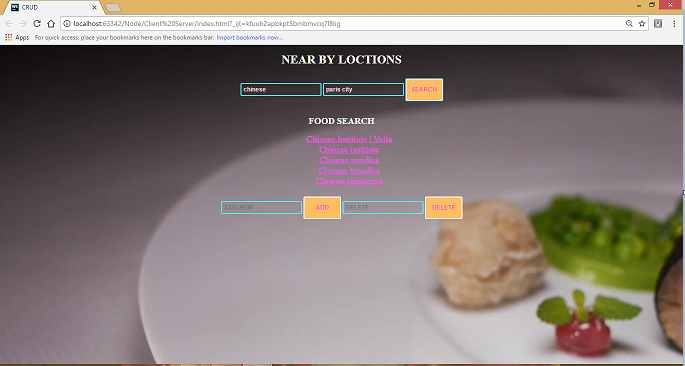 CRUD
localhost:63342/Node/Client%20Server/index.html?_ijt=kfuuh2apbkpt5bmbmvcq7l8lig
Apps For quick access, place your bookmarks here on the bookmarks bar. Import bookmarks now...
NEAR BY LOCTIONS
chinese paris city SEARCH
FOOD SEARCH
Chinese Institute | Valia
Chinese institute
Chinese noodles
Chinese Noodles
Chinese restaurant
ADD NEW ADD DELETE DELETE